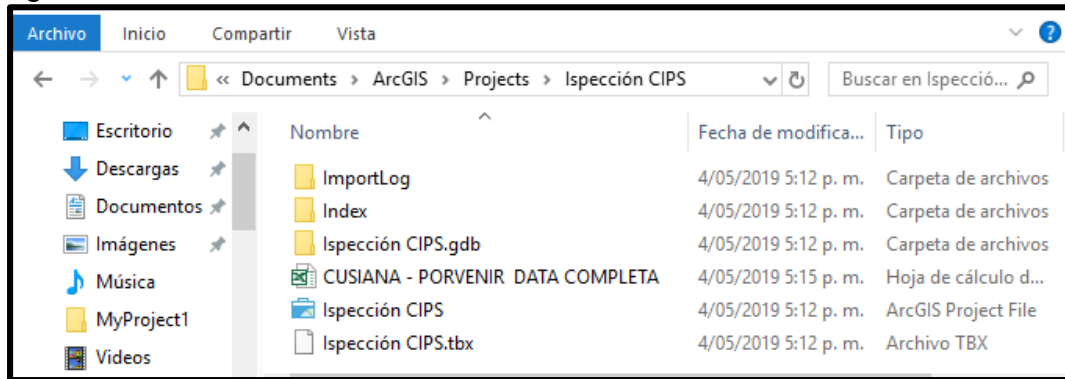 Archivo Inicio Compartir Vista
« Documents > ArcGIS > Projects > Ispección CIPS Buscar en Ispecció...
Escritorio
Descargas
Documentos
Imágenes
Música
MyProject1
Videos
Nombre Fecha de modifica... Tipo
ImportLog 4/05/2019 5:12 p. m. Carpeta de archivos
Index 4/05/2019 5:12 p. m. Carpeta de archivos
Ispección CIPS.gdb 4/05/2019 5:12 p. m. Carpeta de archivos
CUSIANA - PORVENIR DATA COMPLETA 4/05/2019 5:15 p. m. Hoja de cálculo d...
Ispección CIPS 4/05/2019 5:12 p. m. ArcGIS Project File
Ispección CIPS.tbx 4/05/2019 5:12 p. m. Archivo TBX